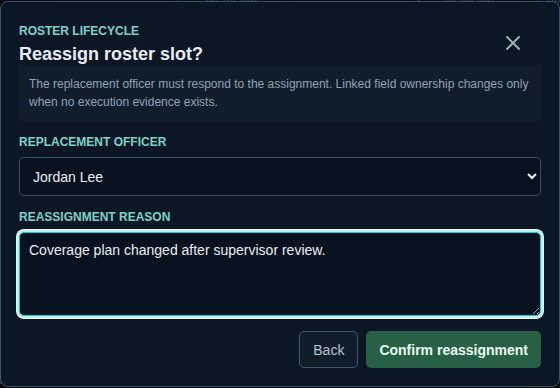 ROSTER LIFECYCLE
Reassign roster slot?
The replacement officer must respond to the assignment. Linked field ownership changes only
when no execution evidence exists.
REPLACEMENT OFFICER
Jordan Lee
REASSIGNMENT REASON
Coverage plan changed after supervisor review.
Back Confirm reassignment